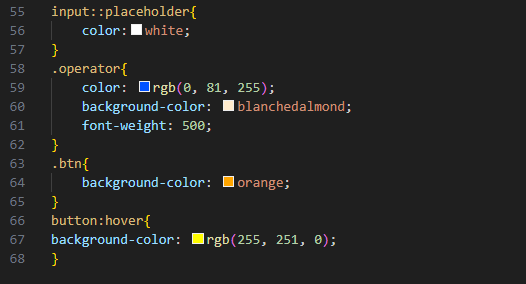 55 input::placeholder{
56     color: white;
57 }
58 .operator{
59     color: rgb(0, 81, 255);
60     background-color: blanchedalmond;
61     font-weight: 500;
62 }
63 .btn{
64     background-color: orange;
65 }
66 button:hover{
67 background-color: rgb(255, 251, 0);
68 }